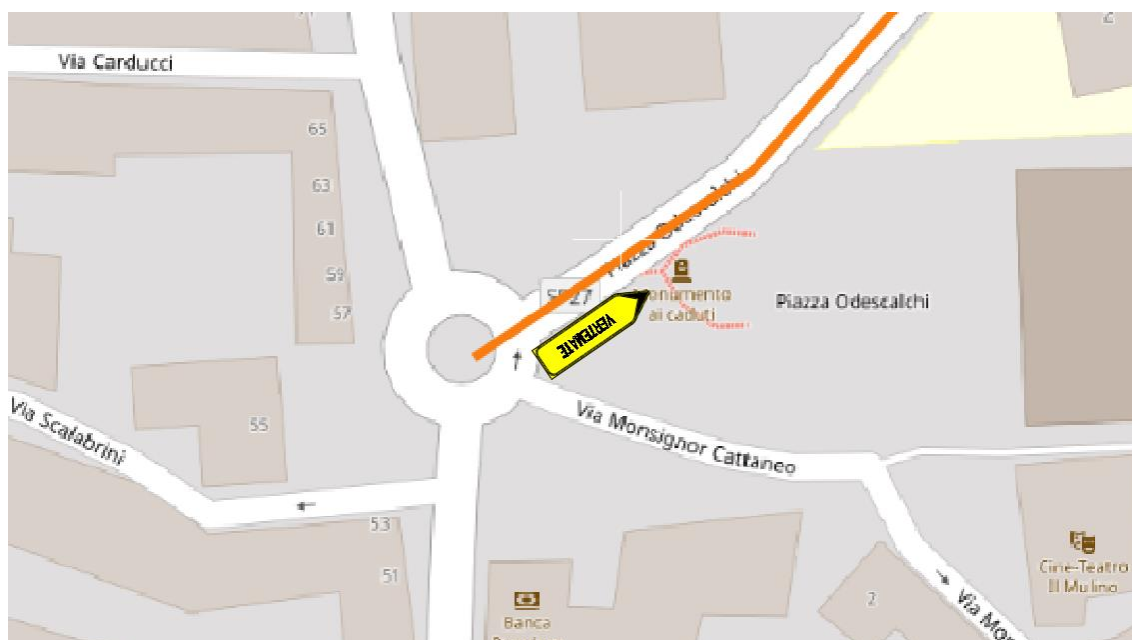 Via Carducci
2
65
63
61
59
57
Piazza Odescalchi
SP27
VERTEMATE
Monumento
ai caduti
Piazza Odescalchi
Via Scalabrini
55
Via Monsignor Cattaneo
53
51
Banca
2
Cine-Teatro
Il Mulino
Via